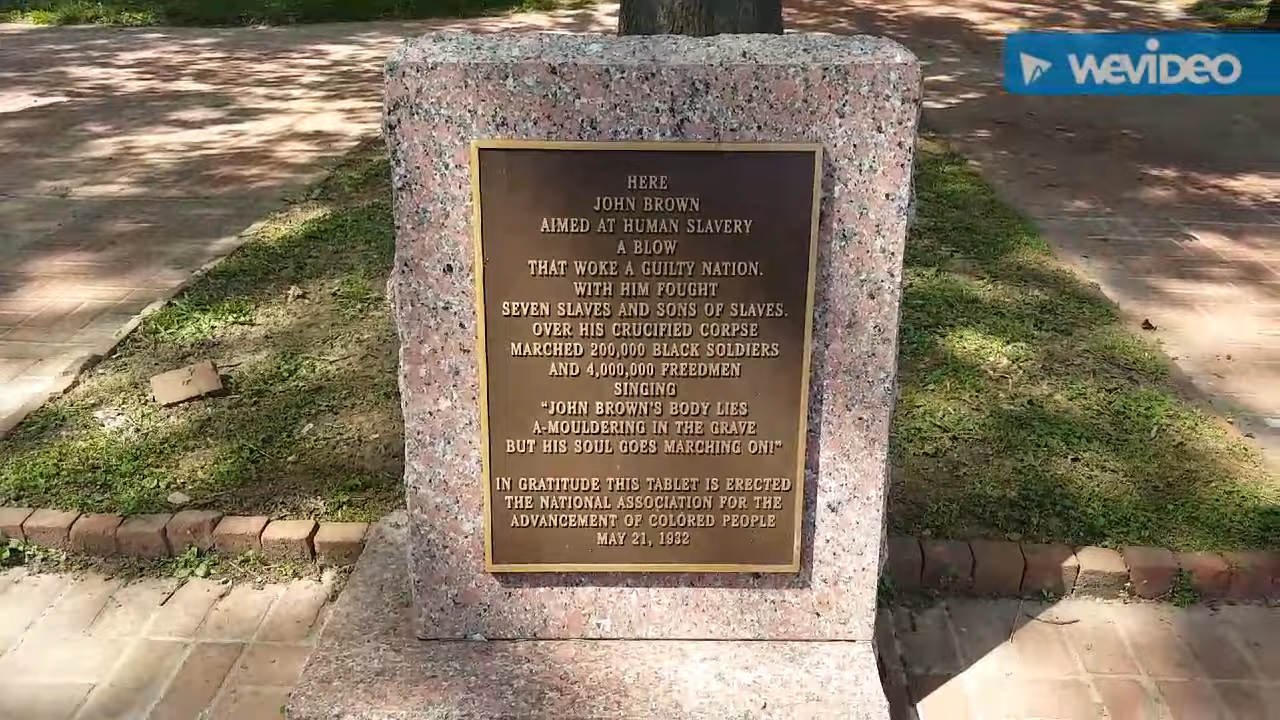 WEVIDEO
HERE
JOHN BROWN
AIMED AT HUMAN SLAVERY
A BLOW
THAT WOKE A GUILTY NATION.
WITH HIM FOUGHT
SEVEN SLAVES AND SONS OF SLAVES.
OVER HIS CRUCIFIED CORPSE
MARCHED 200,000 BLACK SOLDIERS
AND 4,000,000 FREEDMEN
SINGING
“JOHN BROWN'S BODY LIES
A-MOULDERING IN THE GRAVE
BUT HIS SOUL GOES MARCHING ON!”
IN GRATITUDE THIS TABLET IS ERECTED
THE NATIONAL ASSOCIATION FOR THE
ADVANCEMENT OF COLORED PEOPLE
MAY 21, 1932